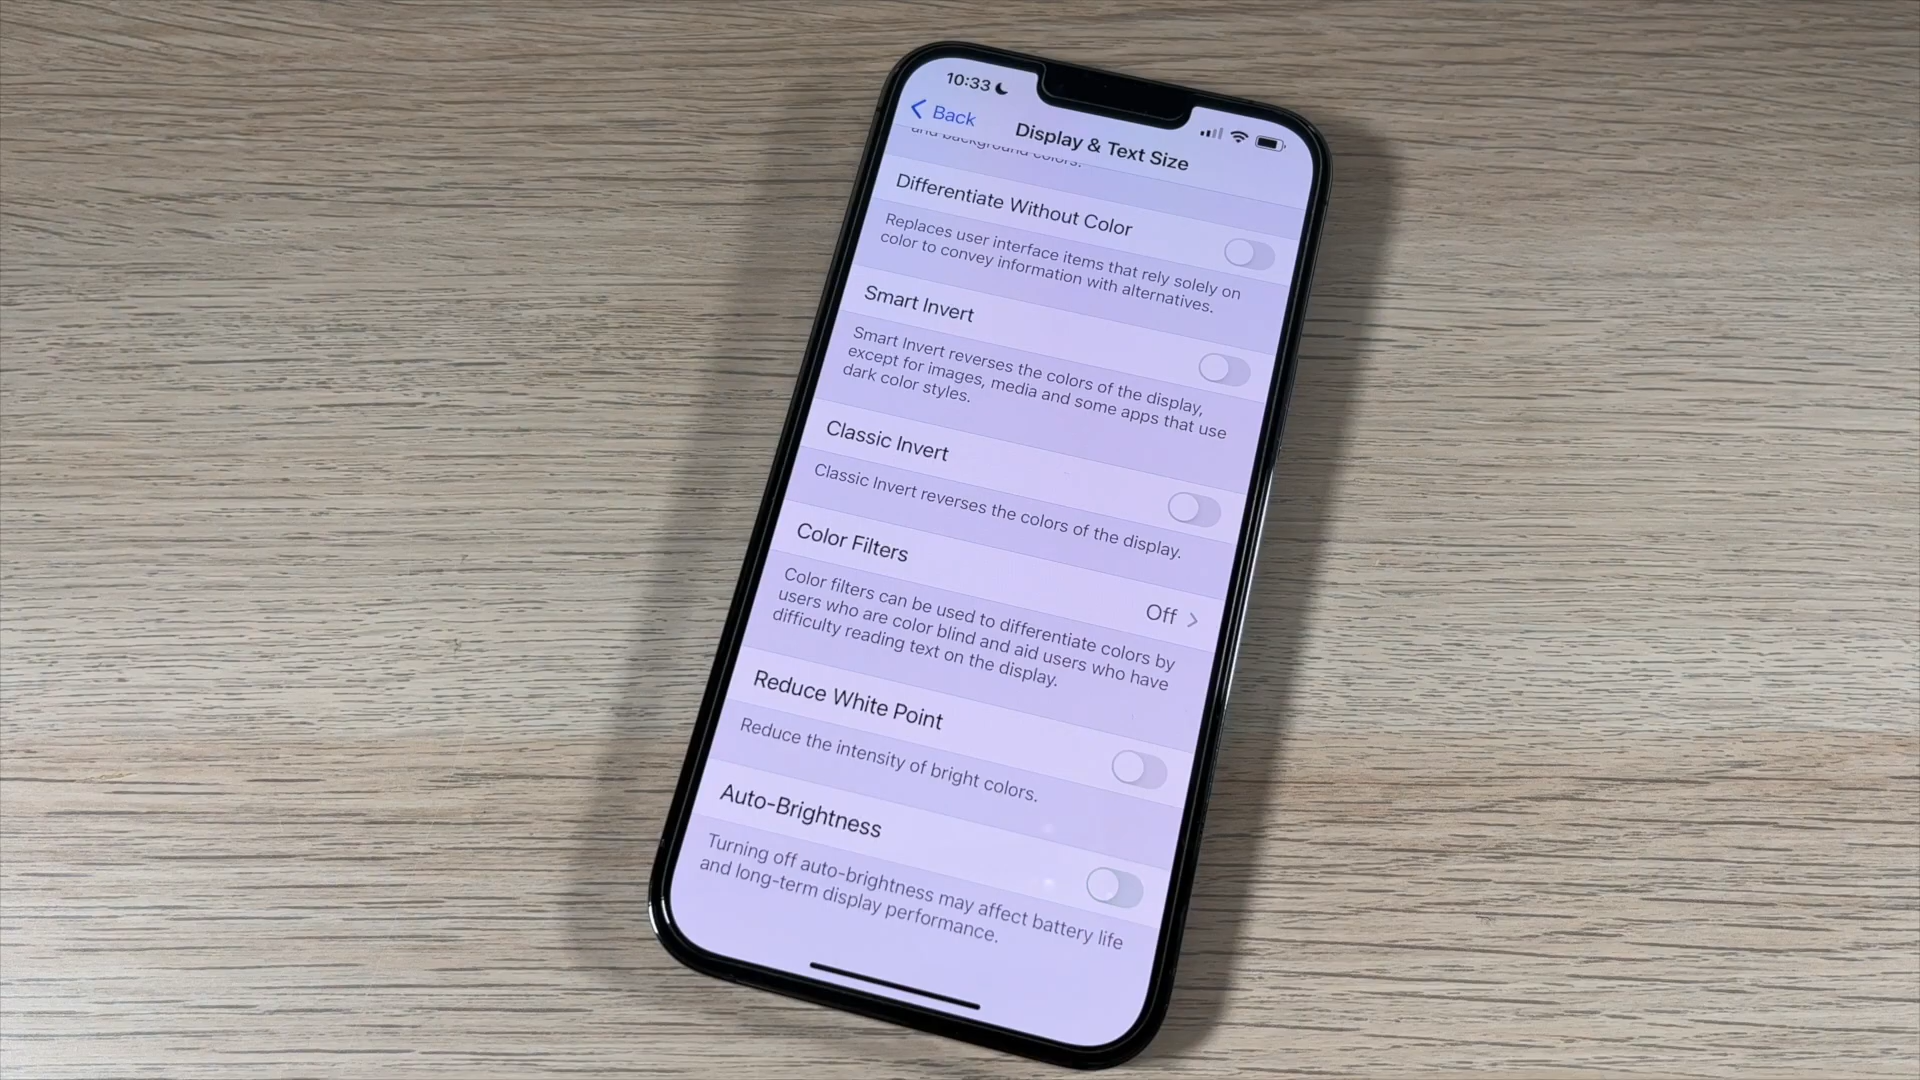 10:33
Back
Display & Text Size
and background colors.
Differentiate Without Color
Replaces user interface items that rely solely on
color to convey information with alternatives.
Smart Invert
Smart Invert reverses the colors of the display,
except for images, media and some apps that use
dark color styles.
Classic Invert
Classic Invert reverses the colors of the display.
Color Filters
Off
Color filters can be used to differentiate colors by
users who are color blind and aid users who have
difficulty reading text on the display.
Reduce White Point
Reduce the intensity of bright colors.
Auto-Brightness
Turning off auto-brightness may affect battery life
and long-term display performance.